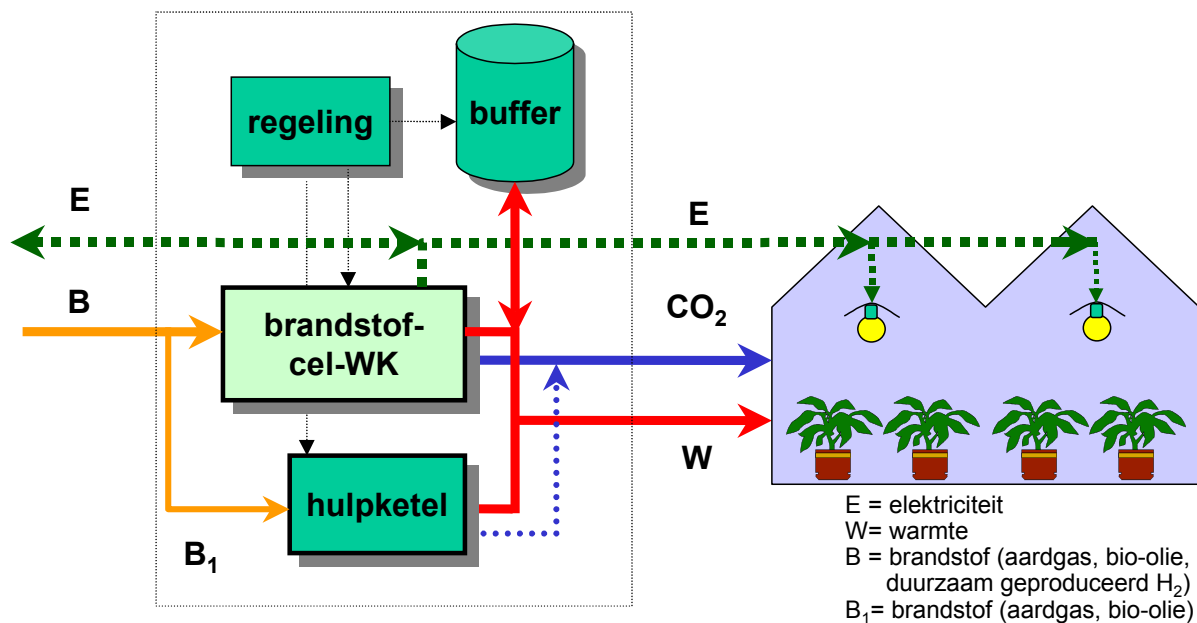 regeling
buffer
E
E
B
brandstof-
cel-WK
CO₂
W
hulpketel
B₁
E = elektriciteit
W= warmte
B = brandstof (aardgas, bio-olie,
duurzaam geproduceerd H₂)
B₁= brandstof (aardgas, bio-olie)